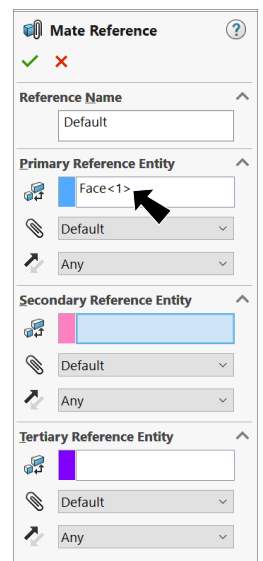 Mate Reference
?
Reference Name
Default
Primary Reference Entity
Face<1>
Default
Any
Secondary Reference Entity
Default
Any
Tertiary Reference Entity
Default
Any